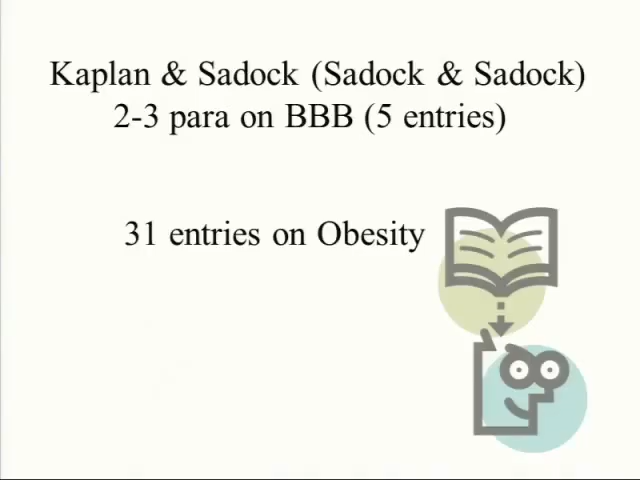 Kaplan & Sadock (Sadock & Sadock)
2-3 para on BBB (5 entries)
31 entries on Obesity